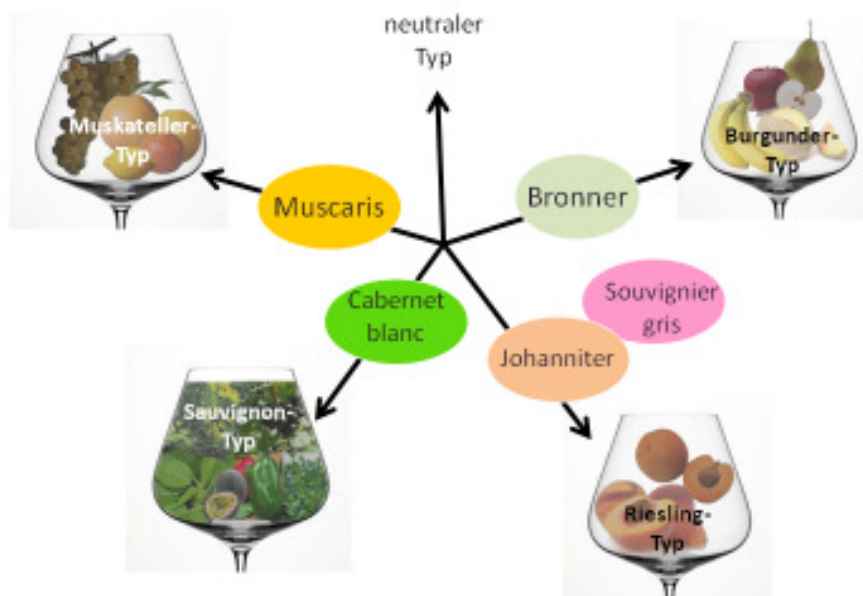 neutraler
Typ
Muskateller-
Typ
Burgunder-
Typ
Muscaris
Bronner
Cabernet
blanc
Souvignier
gris
Johanniter
Sauvignon-
Typ
Riesling-
Typ